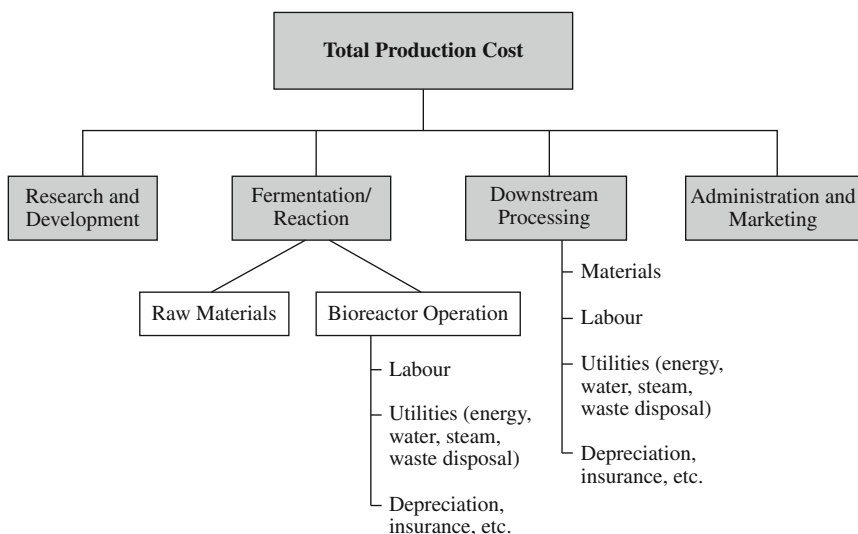 Total Production Cost
Research and
Development
Fermentation/
Reaction
Downstream
Processing
Administration and
Marketing
Raw Materials
Bioreactor Operation
Labour
Utilities (energy,
water, steam,
waste disposal)
Depreciation,
insurance, etc.
Materials
Labour
Utilities (energy,
water, steam,
waste disposal)
Depreciation,
insurance, etc.